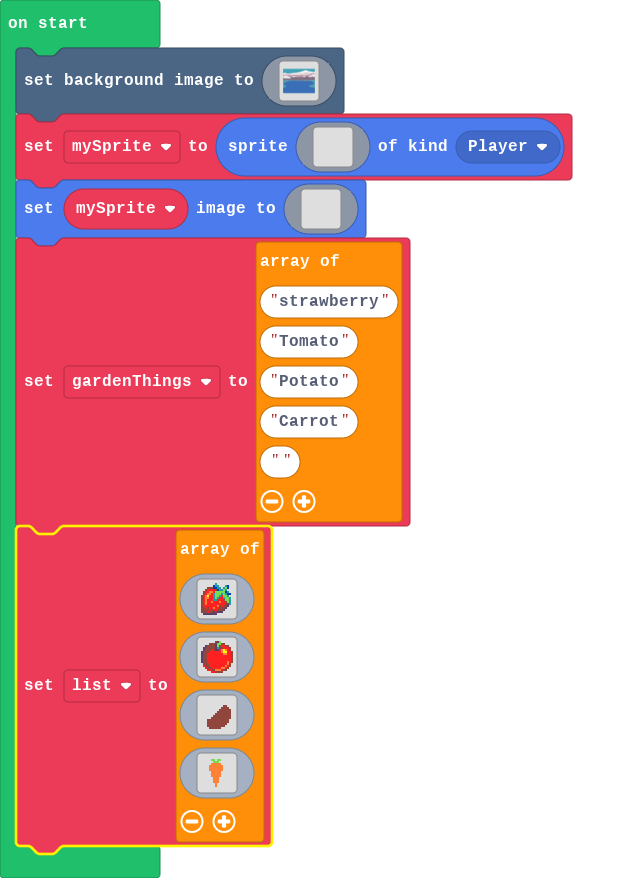 on start
set background image to
set mySprite to sprite of kind Player
set mySprite image to
set gardenThings to
array of
"strawberry"
"Tomato"
"Potato"
"Carrot"
" "
set list to
array of